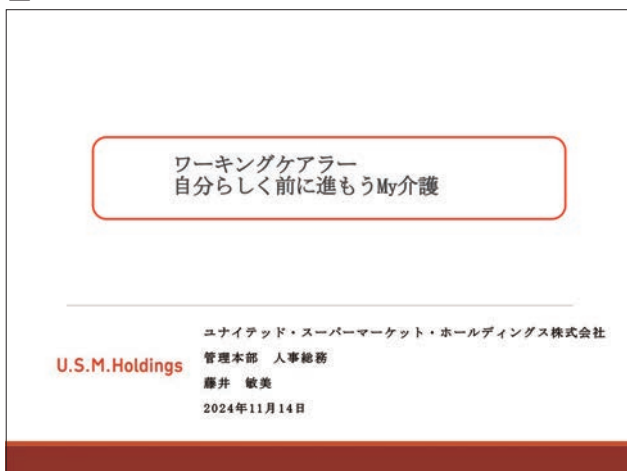 ワーキングケアラー
自分らしく前に進もうMy介護
ユナイテッド・スーパーマーケット・ホールディングス株式会社
U.S.M.Holdings
管理本部　人事総務
藤井　敏美
2024年11月14日